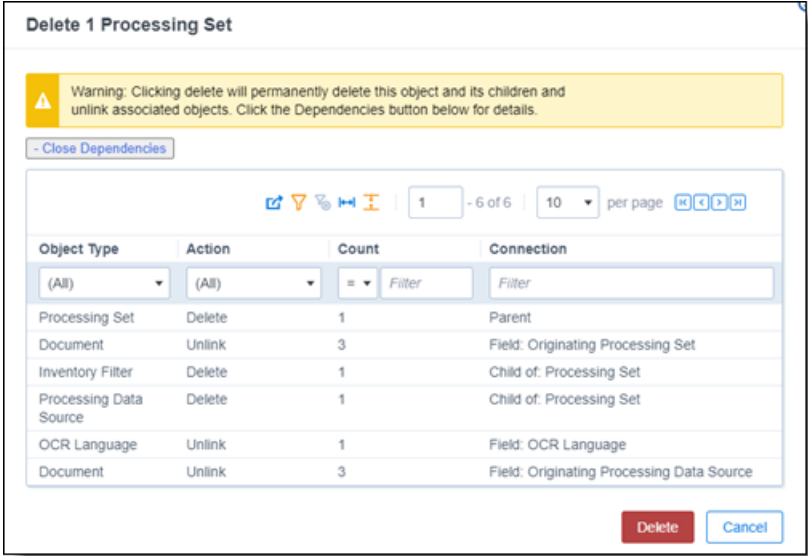 Delete 1 Processing Set
Warning: Clicking delete will permanently delete this object and its children and
unlink associated objects. Click the Dependencies button below for details.
- Close Dependencies
1 - 6 of 6 10 per page
Object Type Action Count Connection
(All) (All) = Filter Filter
Processing Set Delete 1 Parent
Document Unlink 3 Field: Originating Processing Set
Inventory Filter Delete 1 Child of: Processing Set
Processing Data Delete 1 Child of: Processing Set
Source
OCR Language Unlink 1 Field: OCR Language
Document Unlink 3 Field: Originating Processing Data Source
Delete Cancel